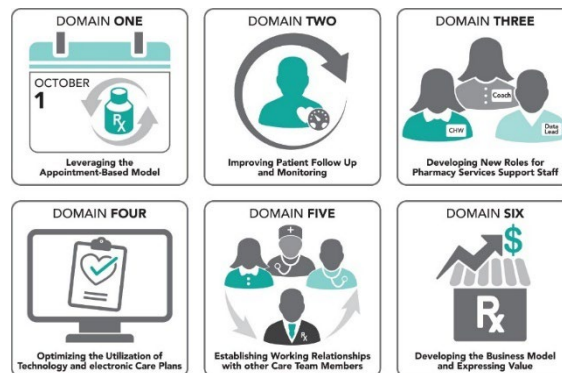 DOMAIN ONE
OCTOBER
1
Rx
Leveraging the
Appointment-Based Model
DOMAIN TWO
Improving Patient Follow Up
and Monitoring
DOMAIN THREE
Coach
CHW
Data
Lead
Developing New Roles for
Pharmacy Services Support Staff
DOMAIN FOUR
Optimizing the Utilization of
Technology and electronic Care Plans
DOMAIN FIVE
Rx
Establishing Working Relationships
with other Care Team Members
DOMAIN SIX
$
Rx
Developing the Business Model
and Expressing Value